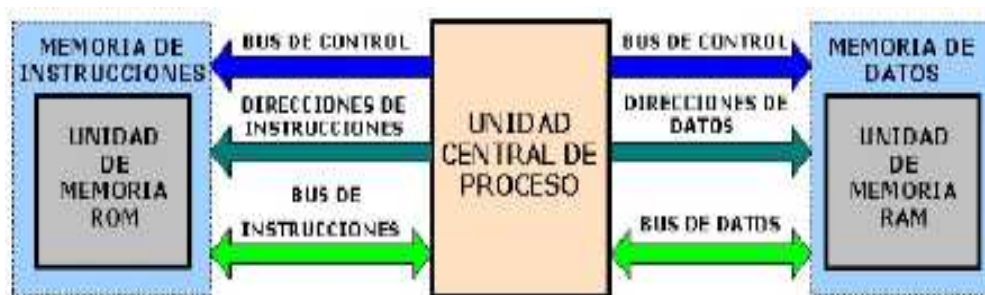 MEMORIA DE
INSTRUCCIONES
UNIDAD
DE
MEMORIA
ROM
BUS DE CONTROL
DIRECCIONES DE
INSTRUCCIONES
BUS DE
INSTRUCCIONES
UNIDAD
CENTRAL DE
PROCESO
BUS DE CONTROL
DIRECCIONES DE
DATOS
BUS DE DATOS
MEMORIA DE
DATOS
UNIDAD
DE
MEMORIA
RAM